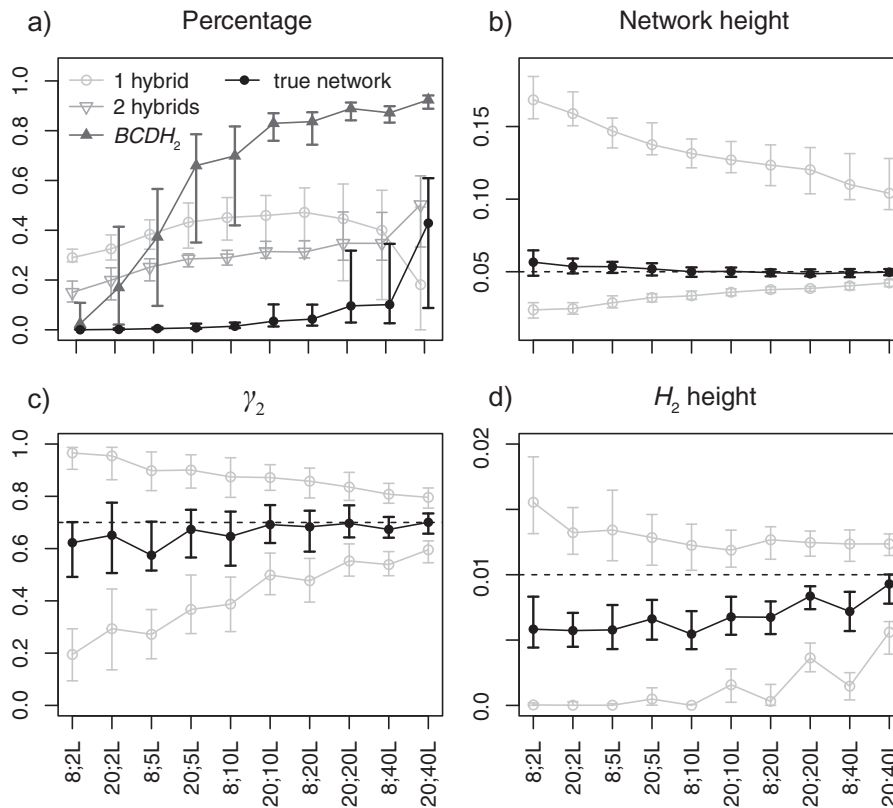 a) Percentage
1.0
0.8
0.6
0.4
0.2
0.0
1 hybrid
2 hybrids
BCDH₂
true network
b) Network height
0.15
0.10
0.05
c) γ₂
1.0
0.8
0.6
0.4
0.2
0.0
8;2L
20;2L
8;5L
20;5L
8;10L
20;10L
8;20L
20;20L
8;40L
20;40L
d) H₂ height
0.02
0.01
0.0
8;2L
20;2L
8;5L
20;5L
8;10L
20;10L
8;20L
20;20L
8;40L
20;40L